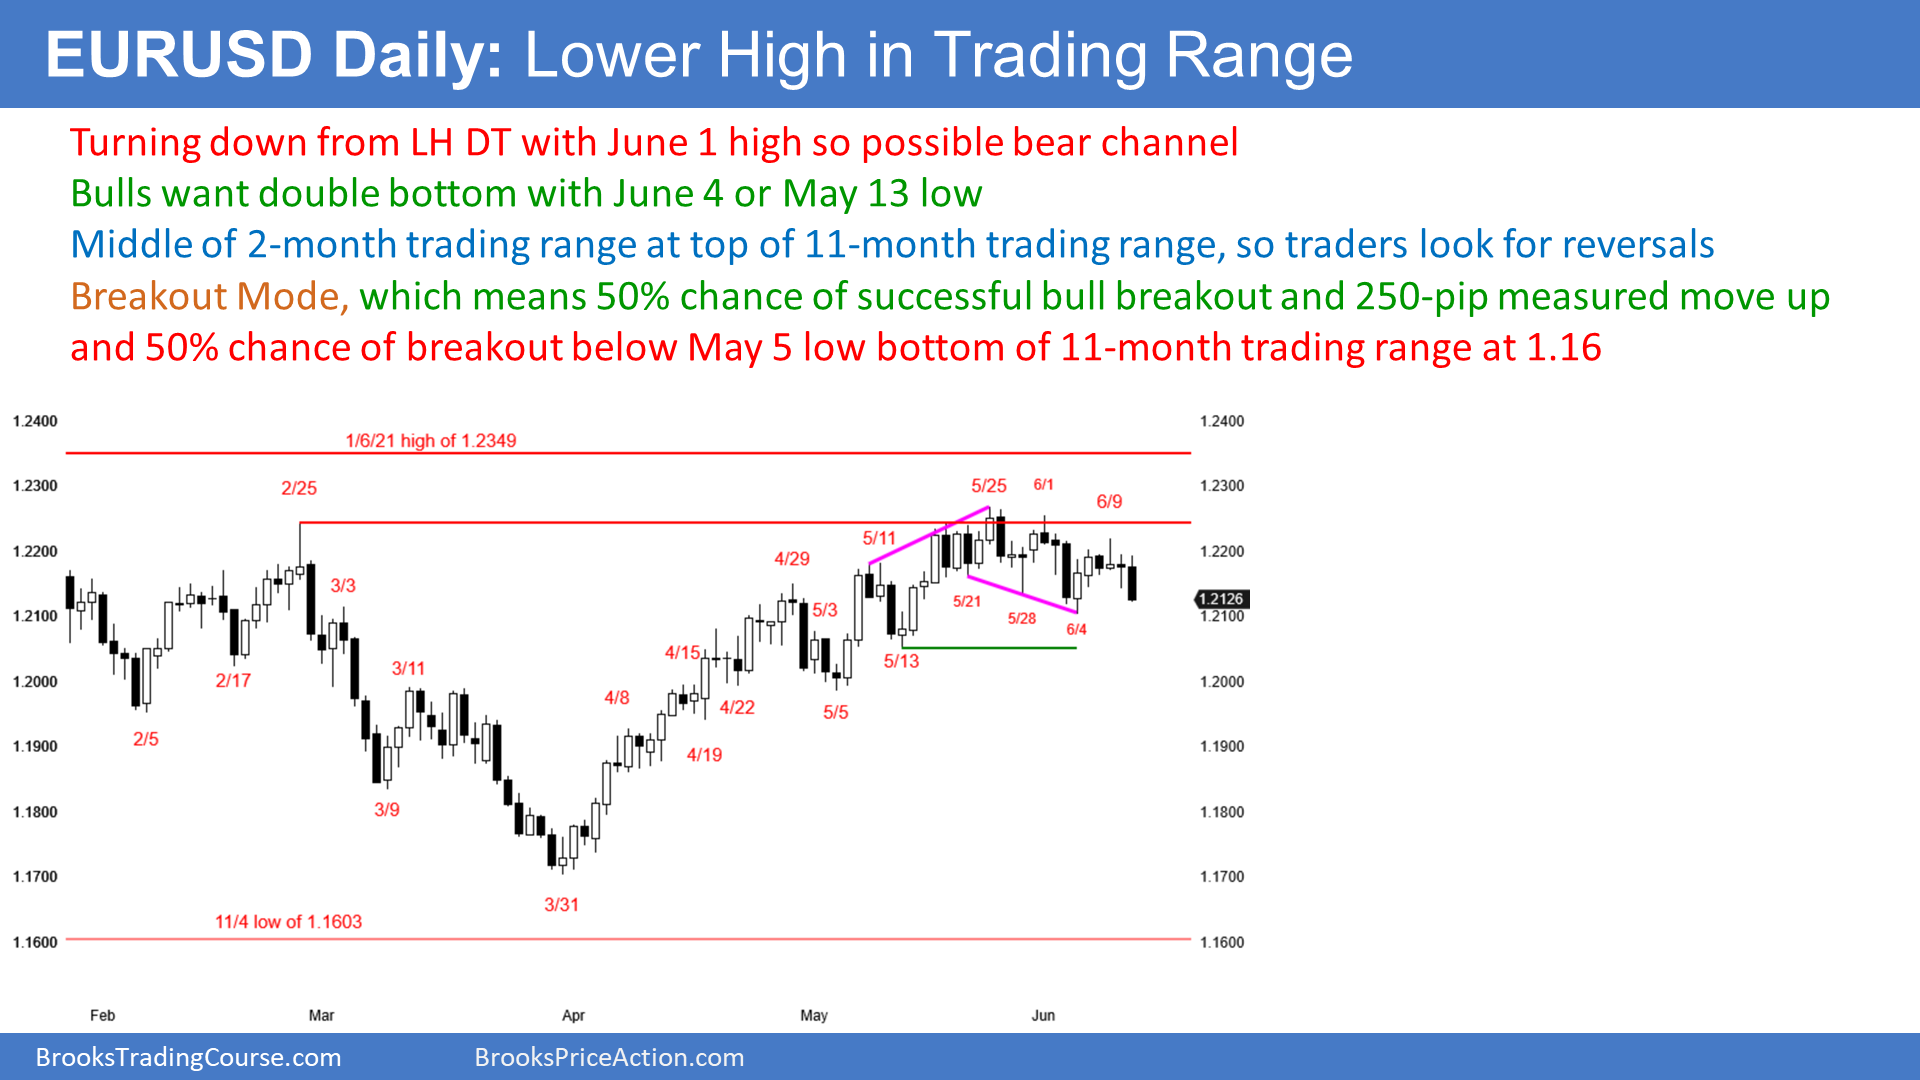 EURUSD Daily: Lower High in Trading Range
Turning down from LH DT with June 1 high so possible bear channel
Bulls want double bottom with June 4 or May 13 low
Middle of 2-month trading range at top of 11-month trading range, so traders look for reversals
Breakout Mode, which means 50% chance of successful bull breakout and 250-pip measured move up
and 50% chance of breakout below May 5 low bottom of 11-month trading range at 1.16
1.2400
1/6/21 high of 1.2349
1.2400
1.2300
2/25
5/25
6/1
6/9
1.2300
1.2200
3/3
4/29
5/11
1.2200
1.2100
5/3
5/21
5/28
6/4
1.2126
1.2100
1.2000
2/17
3/11
4/15
5/13
1.2000
2/5
4/8
4/22
5/5
1.1900
4/19
1.1900
1.1800
3/9
1.1800
1.1700
3/31
1.1700
11/4 low of 1.1603
1.1600
1.1600
Feb
Mar
Apr
May
Jun
BrooksTradingCourse.com
BrooksPriceAction.com